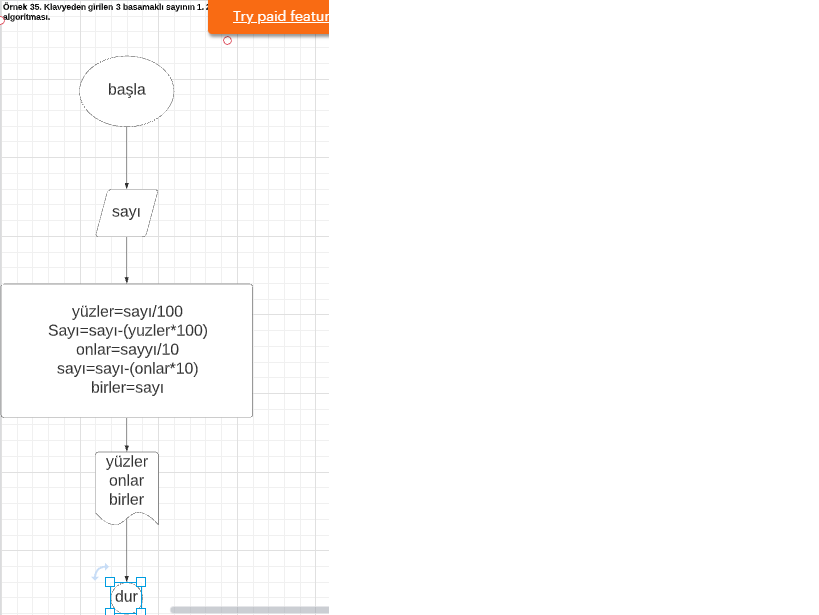 Örnek 35. Klavyeden girilen 3 basamaklı sayının 1. 2
algoritması.
Try paid featur
başla
sayı
yüzler=sayı/100
Sayı=sayı-(yuzler*100)
onlar=sayyı/10
sayı=sayı-(onlar*10)
birler=sayı
yüzler
onlar
birler
dur